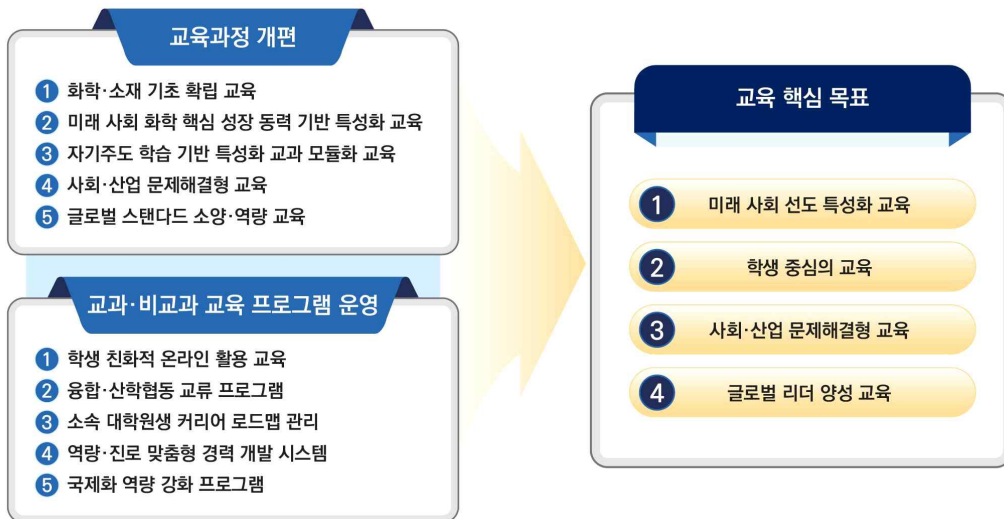 교육과정 개편
1 화학·소재 기초 확립 교육
2 미래 사회 화학 핵심 성장 동력 기반 특성화 교육
3 자기주도 학습 기반 특성화 교과 모듈화 교육
4 사회·산업 문제해결형 교육
5 글로벌 스탠다드 소양·역량 교육
교과·비교과 교육 프로그램 운영
1 학생 친화적 온라인 활용 교육
2 융합·산학협동 교류 프로그램
3 소속 대학원생 커리어 로드맵 관리
4 역량·진로 맞춤형 경력 개발 시스템
5 국제화 역량 강화 프로그램
교육 핵심 목표
1 미래 사회 선도 특성화 교육
2 학생 중심의 교육
3 사회·산업 문제해결형 교육
4 글로벌 리더 양성 교육